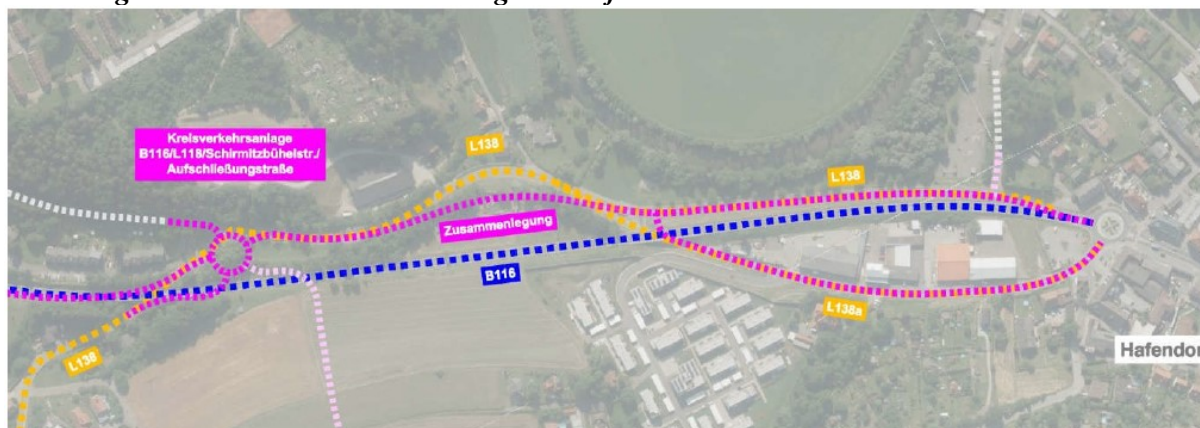 Kreisverkehrsanlage
B116/L118/Schirmitzbühelstr./
Aufschließungstraße
L138
L138
Zusammenlegung
B116
L138a
L138
Hafendor